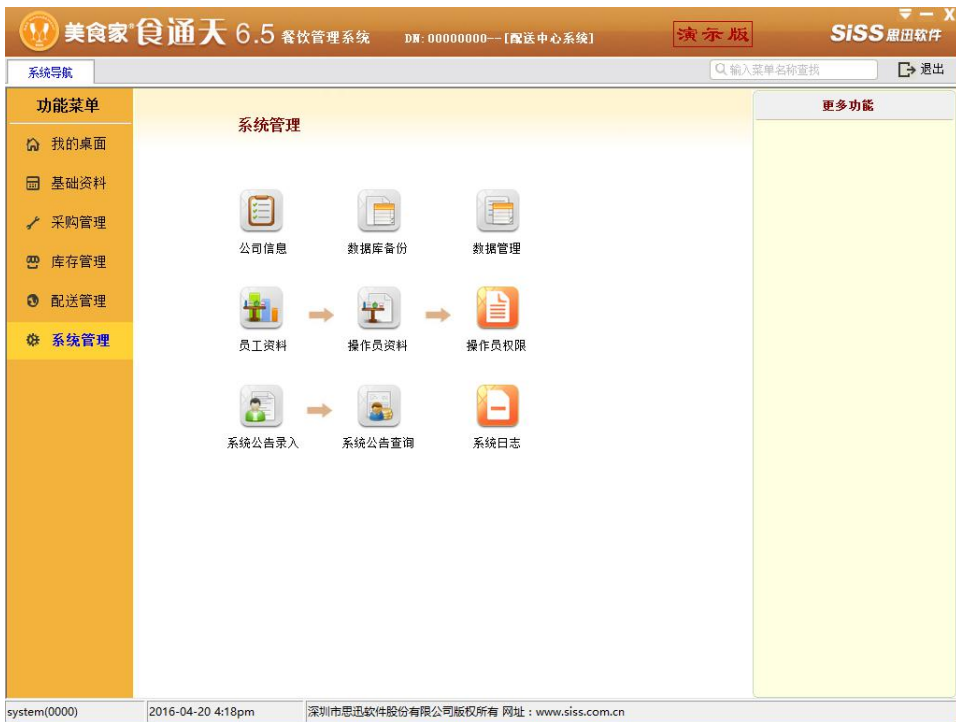 美食家®食通天 6.5 餐饮管理系统 DN:00000000--[配送中心系统] 演示版 SiSS思迅软件
系统导航 输入菜单名称查找 退出
功能菜单
我的桌面
基础资料
采购管理
库存管理
配送管理
系统管理
系统管理
公司信息 数据库备份 数据管理
员工资料 操作员资料 操作员权限
系统公告录入 系统公告查询 系统日志
更多功能
system(0000) 2016-04-20 4:18pm 深圳市思迅软件股份有限公司版权所有 网址：www.siss.com.cn